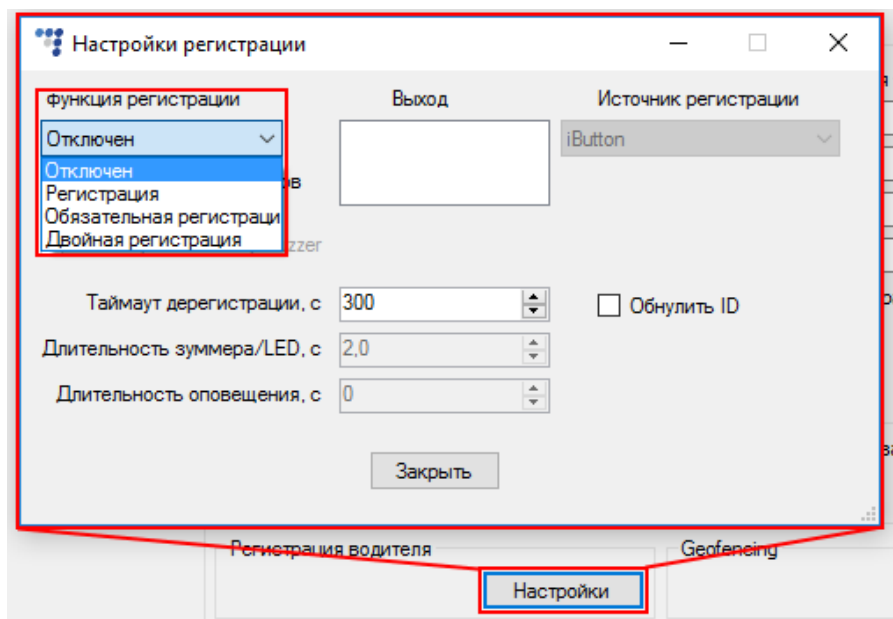 Настройки регистрации
Функция регистрации
Выход
Источник регистрации
Отключен
iButton
Отключен
Регистрация
Обязательная регистраци
Двойная регистрация
Таймаут дерегистрации, с
300
Обнулить ID
Длительность зуммера/LED, с
2,0
Длительность оповещения, с
0
Закрыть
Регистрация водителя
Geofencing
Настройки